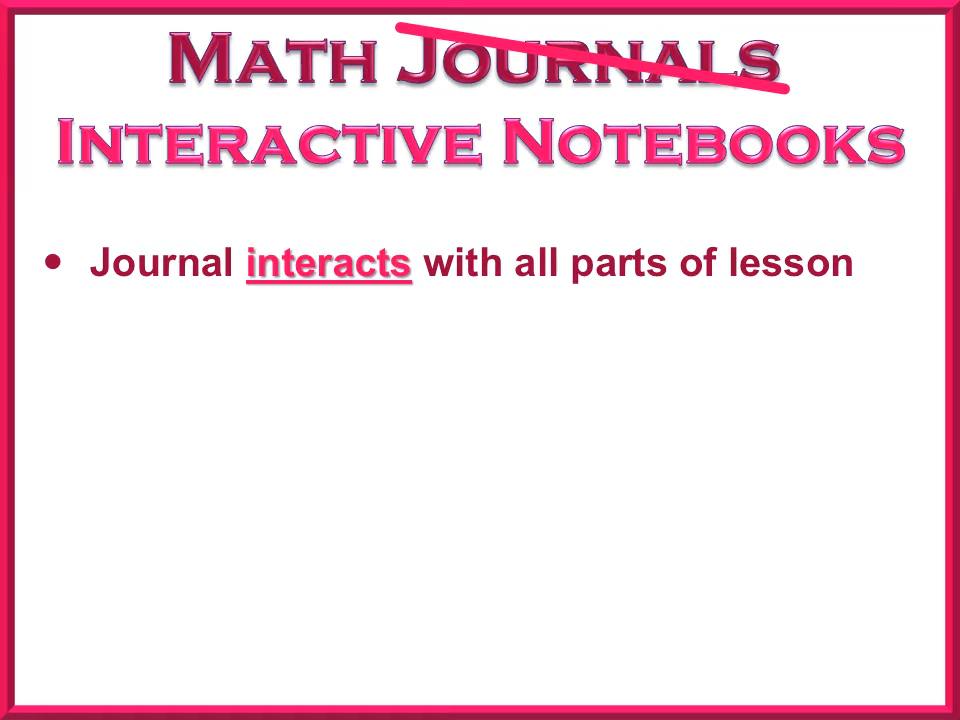 Math Journals
Interactive Notebooks
• Journal interacts with all parts of lesson